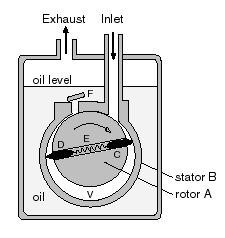 Exhaust Inlet
oil level
F
E
D
C
stator B
rotor A
oil
V